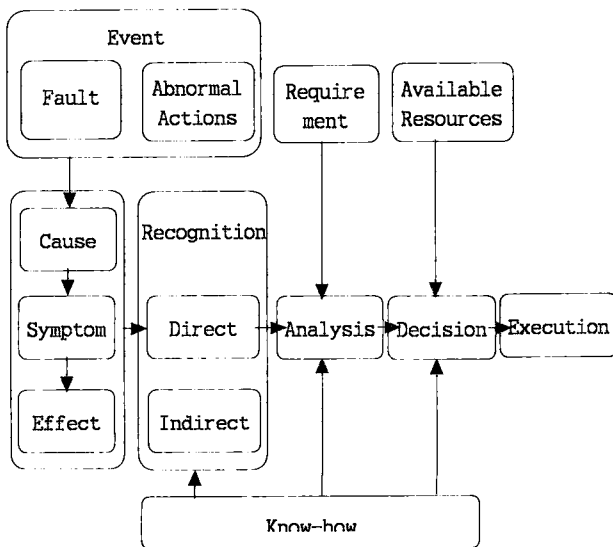 Event
Fault
Abnormal
Actions
Require
ment
Available
Resources
Cause
Recognition
Symptom
Direct
Analysis
Decision
Execution
Effect
Indirect
Know-how